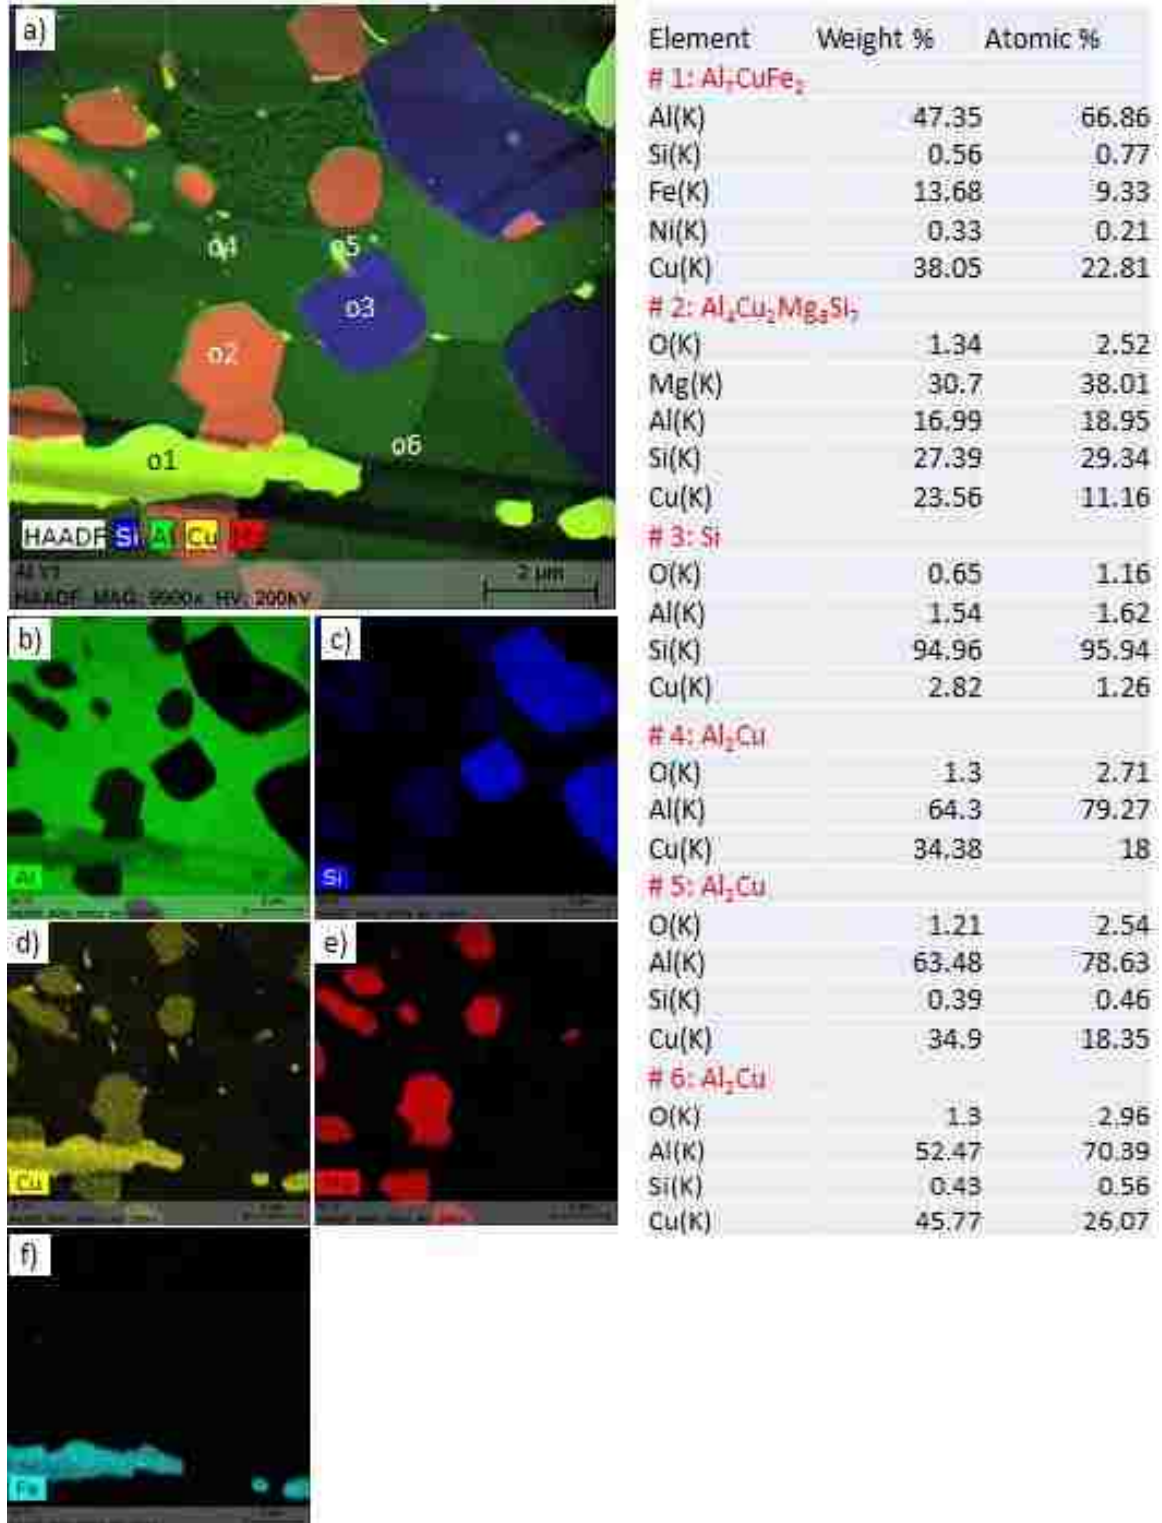 a)
o4
o5
o3
o2
o6
o1
HAADF Si Al Cu
2 µm
HAADF MAG: 9900x HV: 200kV
b)
Al
c)
Si
d)
Cu
e)
f)
Fe
Element Weight % Atomic %
# 1: Al₇CuFe₂
Al(K) 47.35 66.86
Si(K) 0.56 0.77
Fe(K) 13.68 9.33
Ni(K) 0.33 0.21
Cu(K) 38.05 22.81
# 2: Al₄Cu₂Mg₈Si₇
O(K) 1.34 2.52
Mg(K) 30.7 38.01
Al(K) 16.99 18.95
Si(K) 27.39 29.34
Cu(K) 23.56 11.16
# 3: Si
O(K) 0.65 1.16
Al(K) 1.54 1.62
Si(K) 94.96 95.94
Cu(K) 2.82 1.26
# 4: Al₂Cu
O(K) 1.3 2.71
Al(K) 64.3 79.27
Cu(K) 34.38 18
# 5: Al₂Cu
O(K) 1.21 2.54
Al(K) 63.48 78.63
Si(K) 0.39 0.46
Cu(K) 34.9 18.35
# 6: Al₂Cu
O(K) 1.3 2.96
Al(K) 52.47 70.39
Si(K) 0.43 0.56
Cu(K) 45.77 26.07